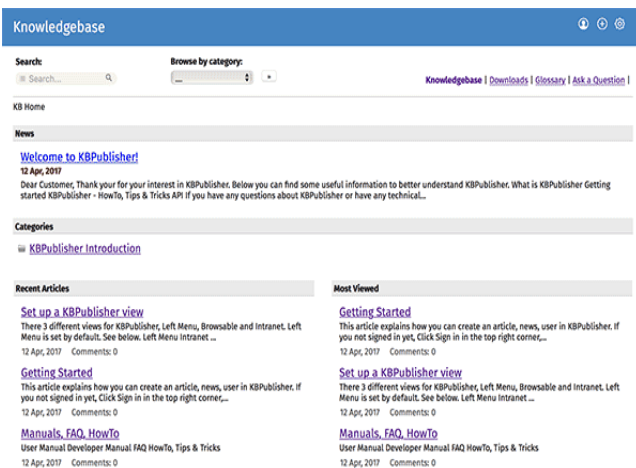 Knowledgebase
Search:
Browse by category:
Search...
__
Knowledgebase | Downloads | Glossary | Ask a Question |
KB Home
News
Welcome to KBPublisher!
12 Apr, 2017
Dear Customer, Thank your for your interest in KBPublisher. Below you can find some useful information to better understand KBPublisher. What is KBPublisher Getting
started KBPublisher - HowTo, Tips & Tricks API If you have any questions about KBPublisher or have any technical...
Categories
KBPublisher Introduction
Recent Articles
Set up a KBPublisher view
There 3 different views for KBPublisher, Left Menu, Browsable and Intranet. Left
Menu is set by default. See below. Left Menu Intranet ...
12 Apr, 2017 Comments: 0
Getting Started
This article explains how you can create an article, news, user in KBPublisher. If
you not signed in yet, Click Sign in in the top right corner,...
12 Apr, 2017 Comments: 0
Manuals, FAQ, HowTo
User Manual Developer Manual FAQ HowTo, Tips & Tricks
12 Apr, 2017 Comments: 0
Most Viewed
Getting Started
This article explains how you can create an article, news, user in KBPublisher. If
you not signed in yet, Click Sign in in the top right corner,...
12 Apr, 2017 Comments: 0
Set up a KBPublisher view
There 3 different views for KBPublisher, Left Menu, Browsable and Intranet. Left
Menu is set by default. See below. Left Menu Intranet ...
12 Apr, 2017 Comments: 0
Manuals, FAQ, HowTo
User Manual Developer Manual FAQ HowTo, Tips & Tricks
12 Apr, 2017 Comments: 0